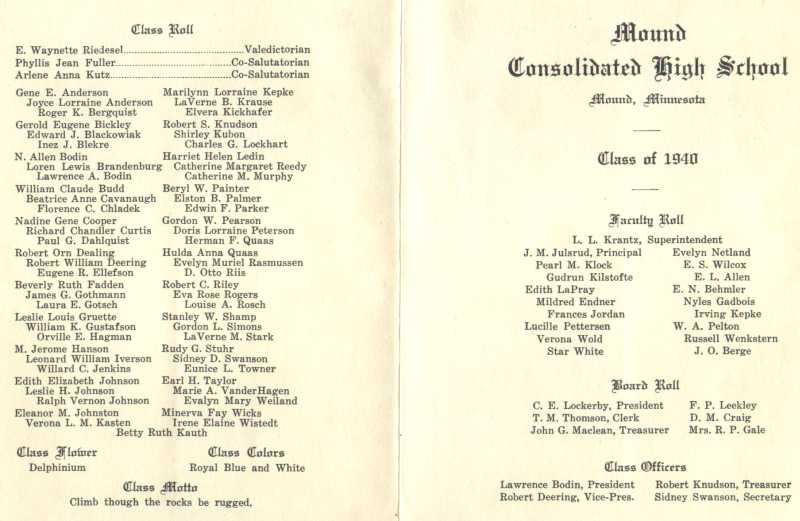 Class Roll
E. Waynette Riedesel..........................................Valedictorian
Phyllis Jean Fuller........................................Co-Salutatorian
Arlene Anna Kutz..........................................Co-Salutatorian
Gene E. Anderson
Joyce Lorraine Anderson
Roger K. Bergquist
Gerold Eugene Bickley
Edward J. Blackowiak
Inez J. Blekre
N. Allen Bodin
Loren Lewis Brandenburg
Lawrence A. Bodin
William Claude Budd
Beatrice Anne Cavanaugh
Florence C. Chladek
Nadine Gene Cooper
Richard Chandler Curtis
Paul G. Dahlquist
Robert Orn Dealing
Robert William Deering
Eugene R. Ellefson
Beverly Ruth Fadden
James G. Gothmann
Laura E. Gotsch
Leslie Louis Gruette
William K. Gustafson
Orville E. Hagman
M. Jerome Hanson
Leonard William Iverson
Willard C. Jenkins
Edith Elizabeth Johnson
Leslie H. Johnson
Ralph Vernon Johnson
Eleanor M. Johnston
Verona L. M. Kasten
Marilynn Lorraine Kepke
LaVerne B. Krause
Elvera Kickhafer
Robert S. Knudson
Shirley Kubon
Charles G. Lockhart
Harriet Helen Ledin
Catherine Margaret Reedy
Catherine M. Murphy
Beryl W. Painter
Elston B. Palmer
Edwin F. Parker
Gordon W. Pearson
Doris Lorraine Peterson
Herman F. Quaas
Hulda Anna Quaas
Evelyn Muriel Rasmussen
D. Otto Riis
Robert C. Riley
Eva Rose Rogers
Louise A. Rosch
Stanley W. Shamp
Gordon L. Simons
LaVerne M. Stark
Rudy G. Stuhr
Sidney D. Swanson
Eunice L. Towner
Earl H. Taylor
Marie A. VanderHagen
Evalyn Mary Weiland
Minerva Fay Wicks
Irene Elaine Wistedt
Betty Ruth Kauth
Class Flower
Delphinium
Class Colors
Royal Blue and White
Class Motto
Climb though the rocks be rugged.
Mound
Consolidated High School
Mound, Minnesota
Class of 1940
Faculty Roll
L. L. Krantz, Superintendent
J. M. Julsrud, Principal
Pearl M. Klock
Gudrun Kilstofte
Edith LaPray
Mildred Endner
Frances Jordan
Lucille Pettersen
Verona Wold
Star White
Evelyn Netland
E. S. Wilcox
E. L. Allen
E. N. Behmler
Nyles Gadbois
Irving Kepke
W. A. Pelton
Russell Wenkstern
J. O. Berge
Board Roll
C. E. Lockerby, President
T. M. Thomson, Clerk
John G. Maclean, Treasurer
F. P. Leekley
D. M. Craig
Mrs. R. P. Gale
Class Officers
Lawrence Bodin, President
Robert Deering, Vice-Pres.
Robert Knudson, Treasurer
Sidney Swanson, Secretary